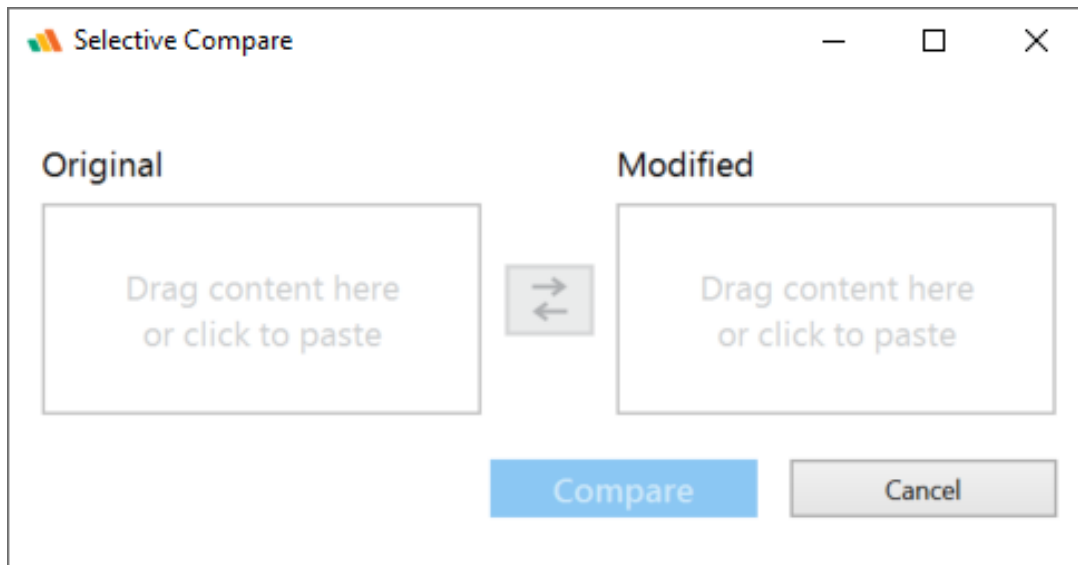 Selective Compare
Original
Modified
Drag content here
or click to paste
Drag content here
or click to paste
Compare
Cancel